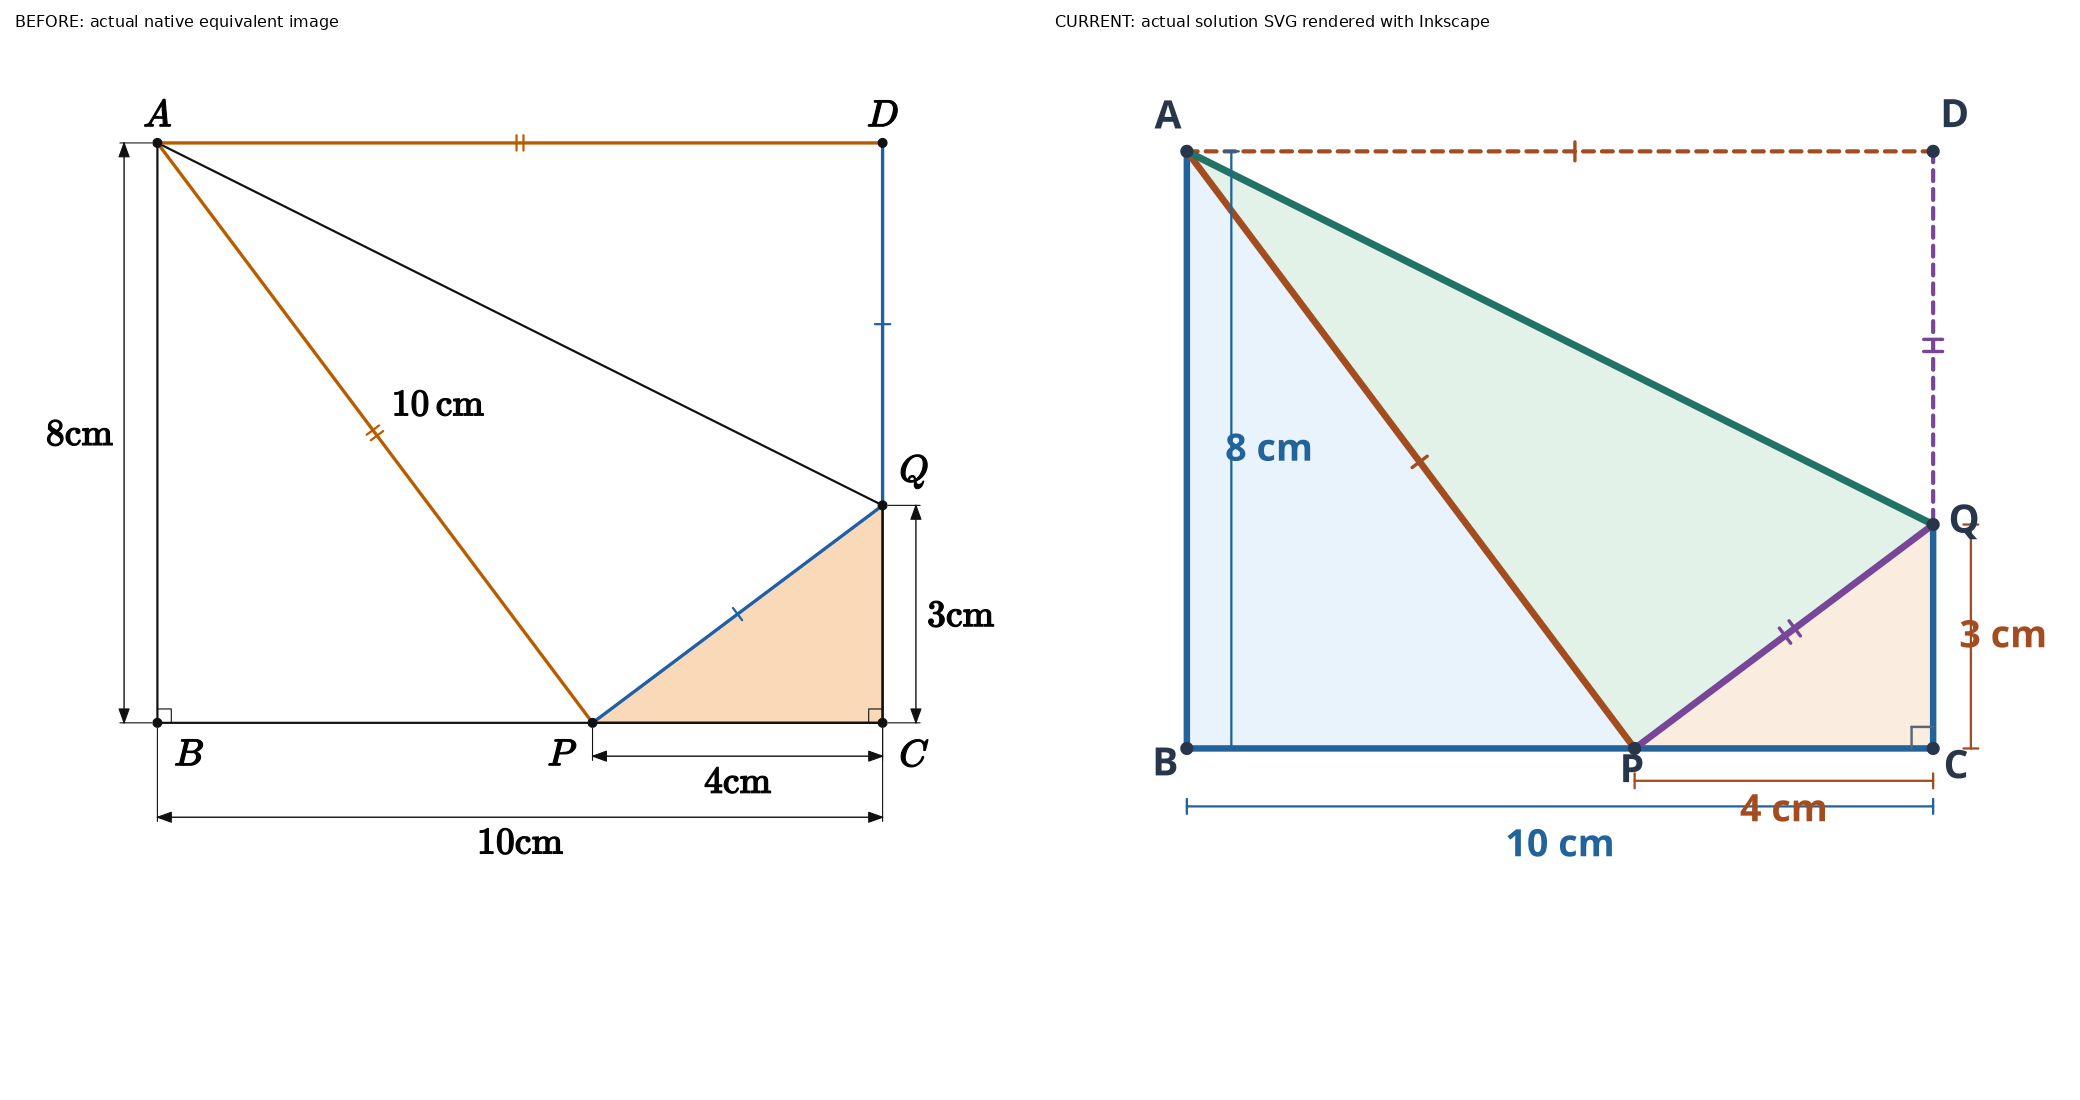 BEFORE: actual native equivalent image
A
D
10 cm
8cm
Q
3cm
B
P
C
4cm
10cm
CURRENT: actual solution SVG rendered with Inkscape
A
D
8 cm
Q
3 cm
B
P
C
4 cm
10 cm